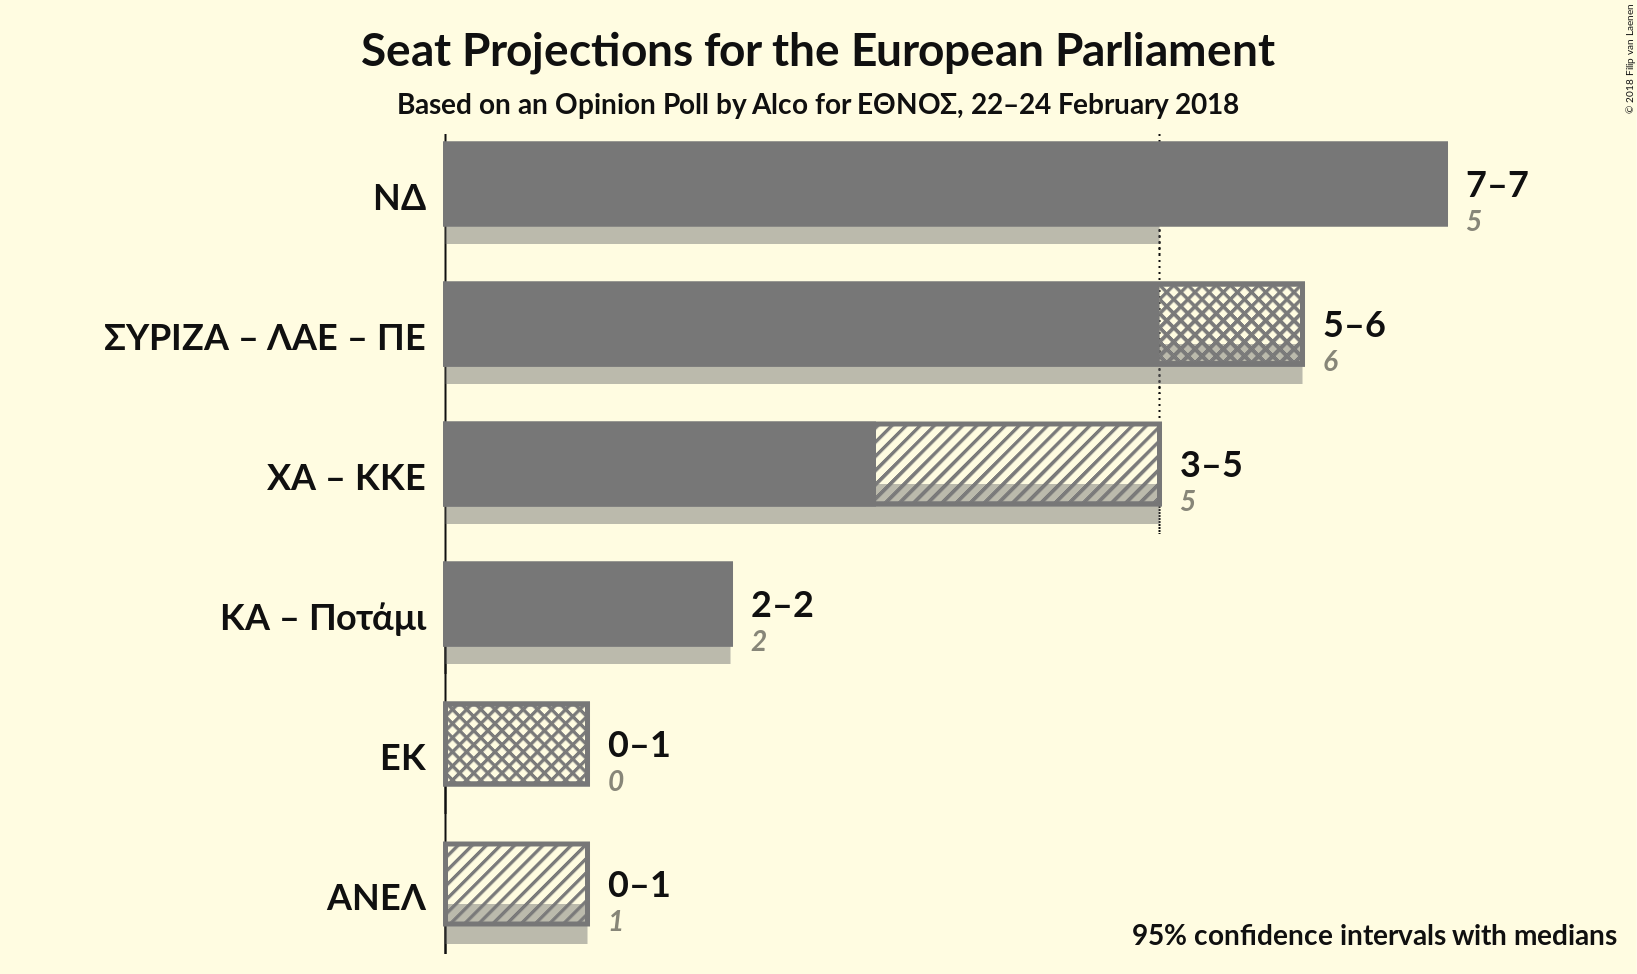 Seat Projections for the European Parliament
Based on an Opinion Poll by Alco for ΕΘΝΟΣ, 22–24 February 2018
© 2018 Filip van Laenen
ΝΔ
7–7
5
ΣΥΡΙΖΑ – ΛΑΕ – ΠΕ
5–6
6
ΧΑ – ΚΚΕ
3–5
5
ΚΑ – Ποτάμι
2–2
2
ΕΚ
0–1
0
ΑΝΕΛ
0–1
1
95% confidence intervals with medians